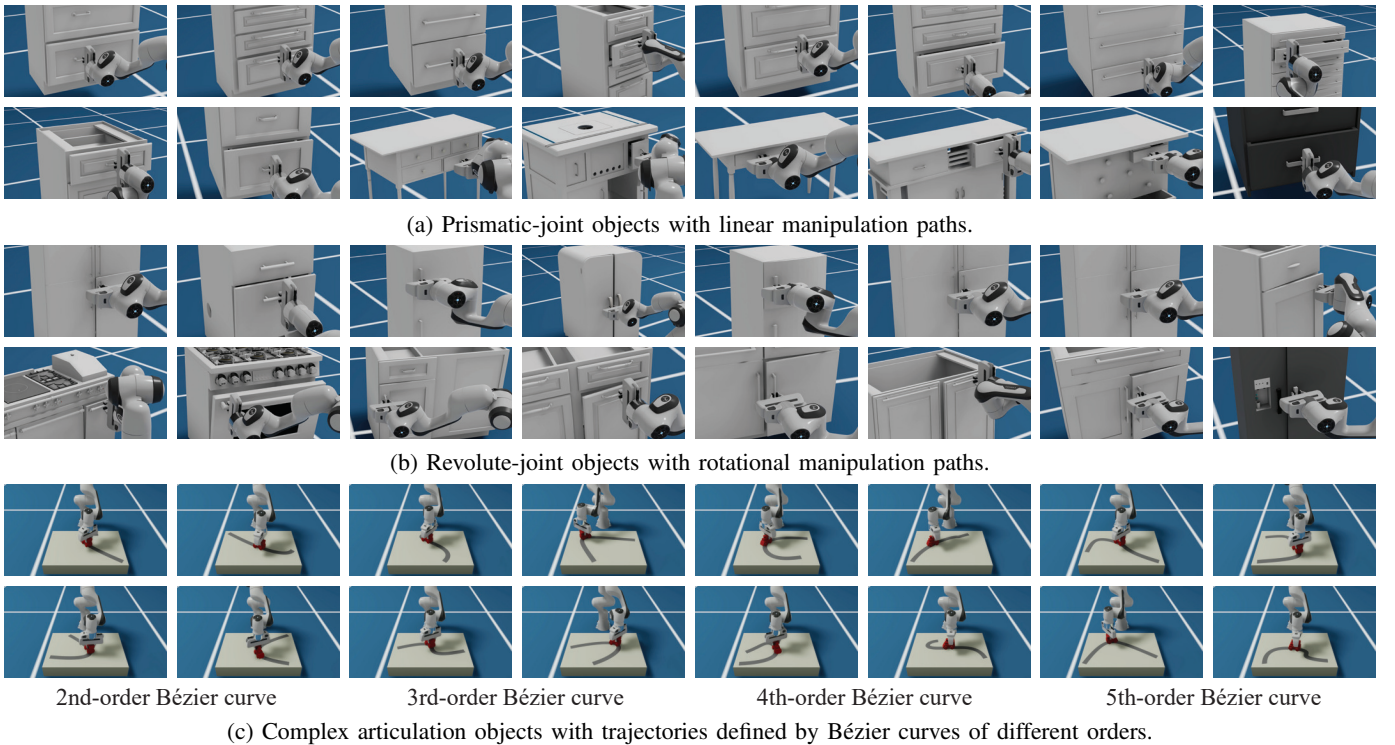 (a) Prismatic-joint objects with linear manipulation paths.
(b) Revolute-joint objects with rotational manipulation paths.
2nd-order Bézier curve 3rd-order Bézier curve 4th-order Bézier curve 5th-order Bézier curve
(c) Complex articulation objects with trajectories defined by Bézier curves of different orders.